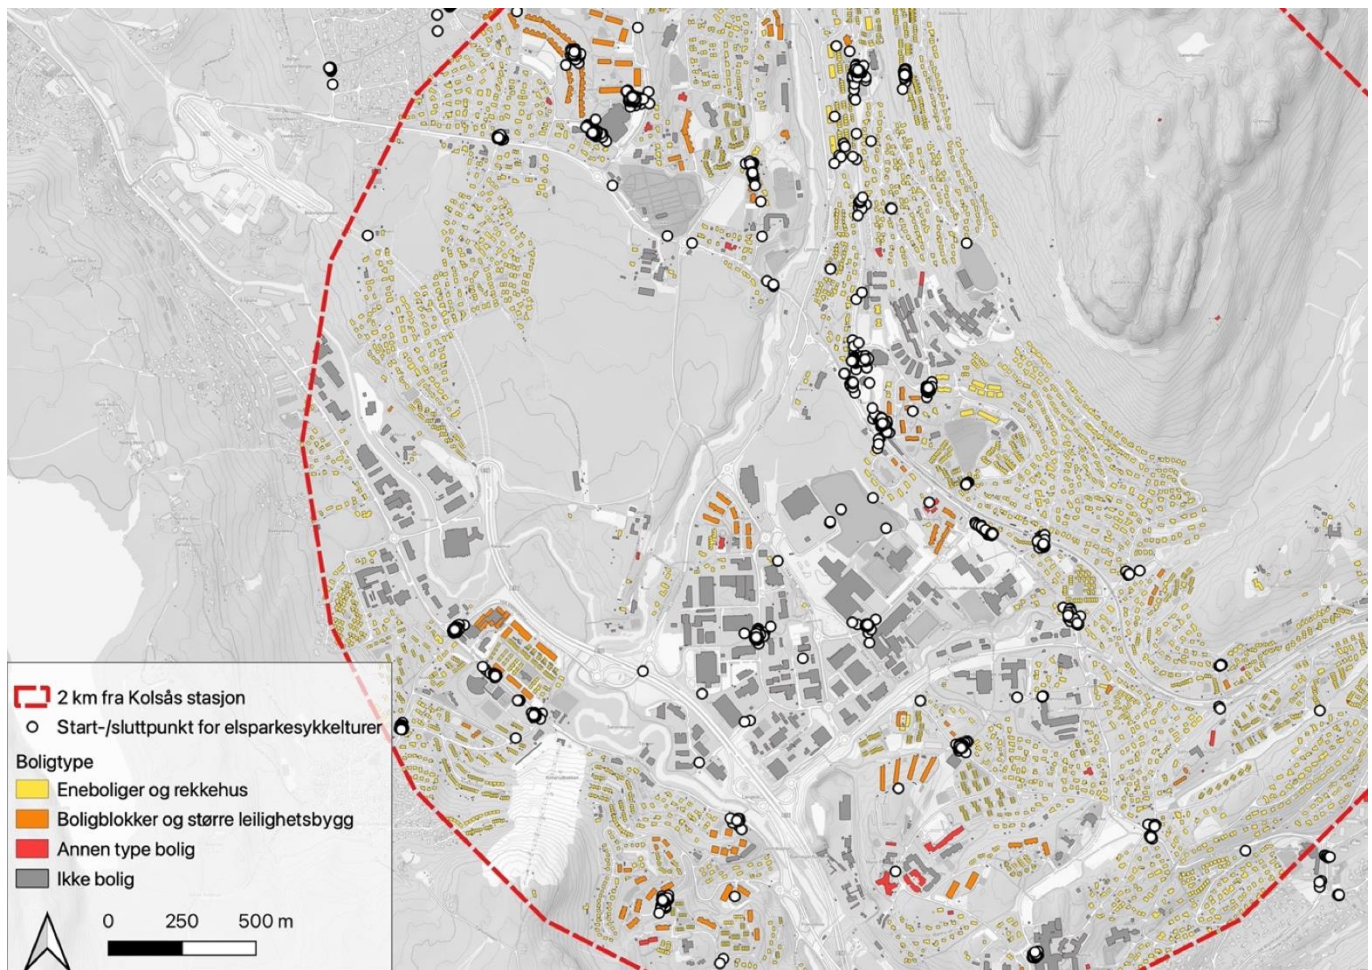 2 km fra Kolsås stasjon
Start-/sluttpunkt for elsparkesykkelturer
Boligtype
Eneboliger og rekkehus
Boligblokker og større leilighetsbygg
Annen type bolig
Ikke bolig
0 250 500 m